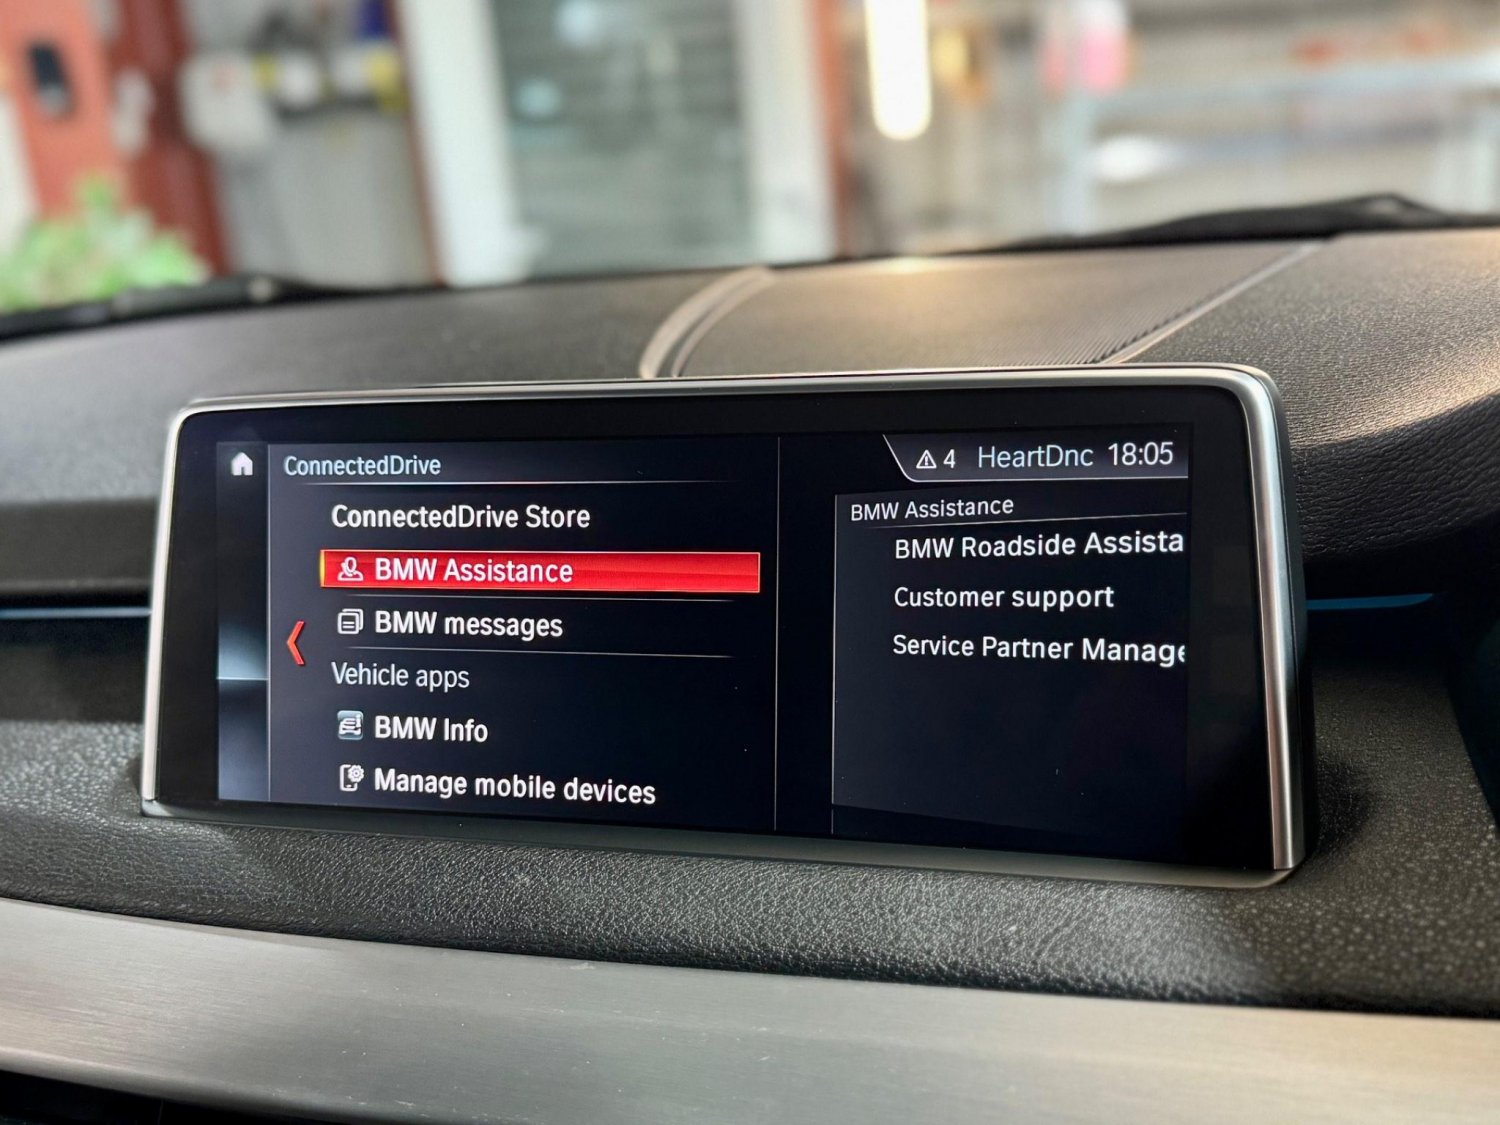 ConnectedDrive
ConnectedDrive Store
BMW Assistance
BMW messages
Vehicle apps
BMW Info
Manage mobile devices
4 HeartDnc 18:05
BMW Assistance
BMW Roadside Assista
Customer support
Service Partner Manage